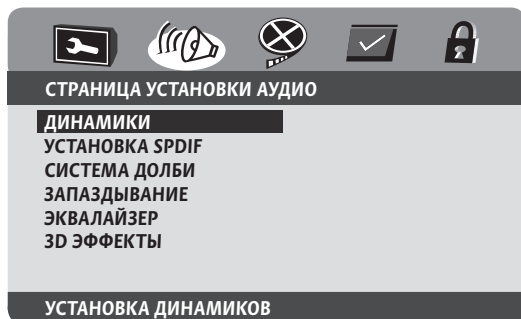 СТРАНИЦА УСТАНОВКИ АУДИО
ДИНАМИКИ
УСТАНОВКА SPDIF
СИСТЕМА ДОЛБИ
ЗАПАЗДЫВАНИЕ
ЭКВАЛАЙЗЕР
3D ЭФФЕКТЫ
УСТАНОВКА ДИНАМИКОВ